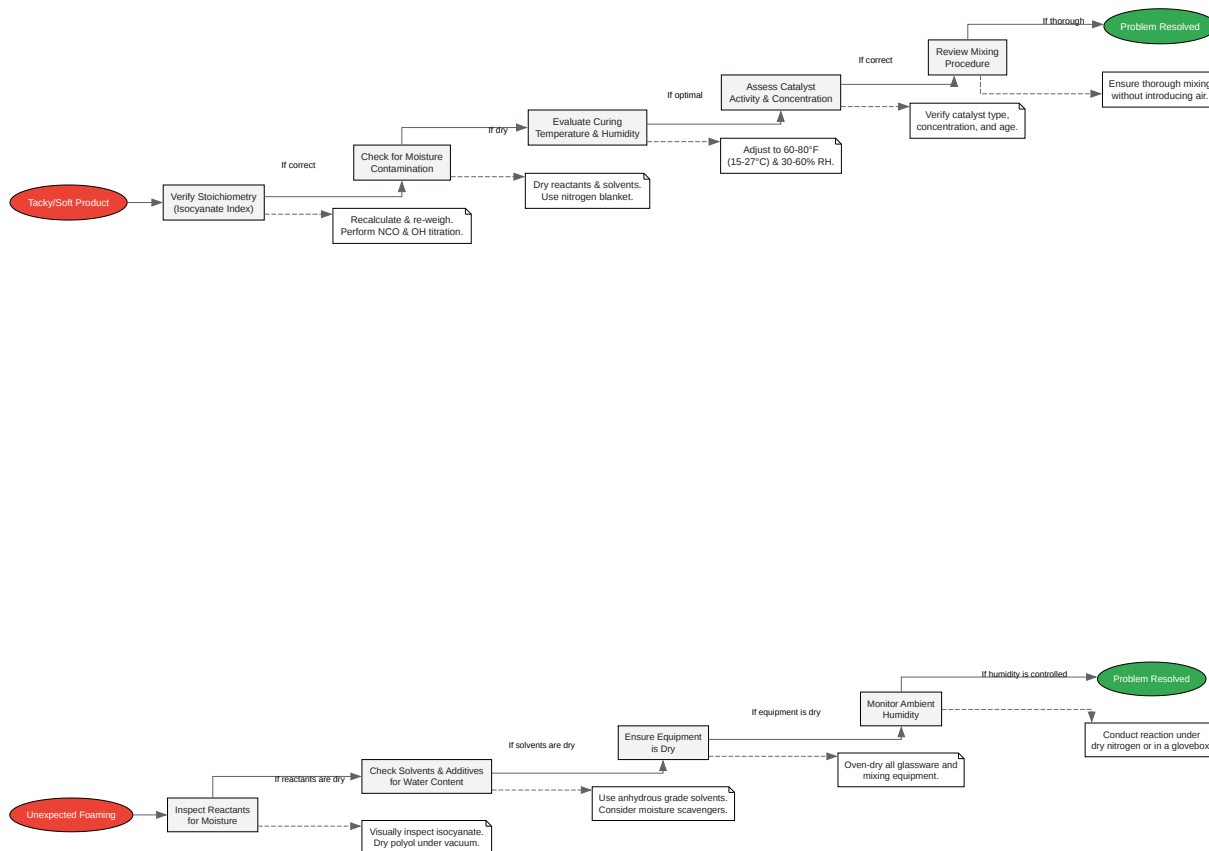 Tacky/Soft Product
Verify Stoichiometry
(Isocyanate Index)
Recalculate & re-weigh.
Perform NCO & OH titration.
If correct
Check for Moisture
Contamination
Dry reactants & solvents.
Use nitrogen blanket.
If dry
Evaluate Curing
Temperature & Humidity
Adjust to 60-80°F
(15-27°C) & 30-60% RH.
If optimal
Assess Catalyst
Activity & Concentration
Verify catalyst type,
concentration, and age.
If correct
Review Mixing
Procedure
Ensure thorough mixing
without introducing air.
If thorough
Problem Resolved
Unexpected Foaming
Inspect Reactants
for Moisture
Visually inspect isocyanate.
Dry polyol under vacuum.
If reactants are dry
Check Solvents & Additives
for Water Content
Use anhydrous grade solvents.
Consider moisture scavengers.
If solvents are dry
Ensure Equipment
is Dry
Oven-dry all glassware and
mixing equipment.
If equipment is dry
Monitor Ambient
Humidity
Conduct reaction under
dry nitrogen or in a glovebox
If humidity is controlled
Problem Resolved